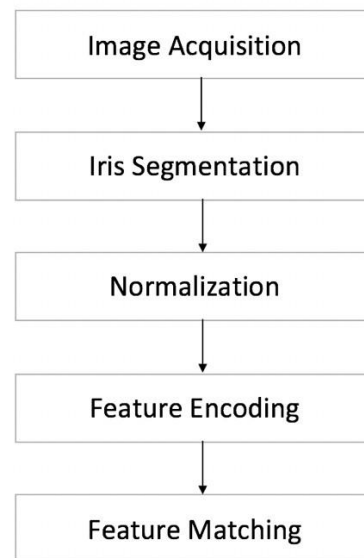 Image Acquisition
Iris Segmentation
Normalization
Feature Encoding
Feature Matching